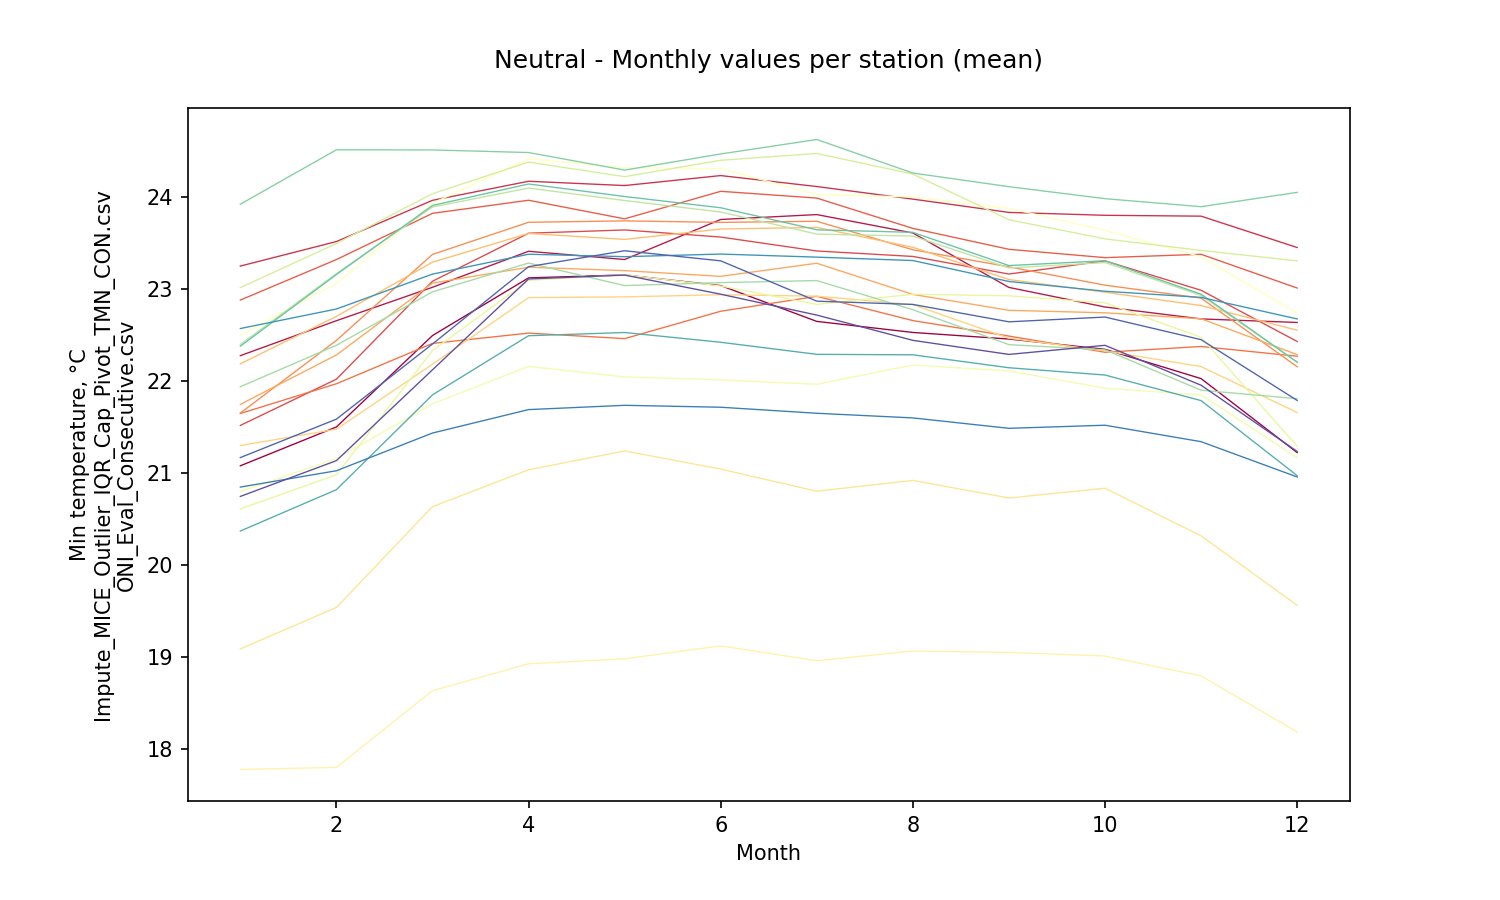 Neutral - Monthly values per station (mean)
Min temperature, °C
Impute_MICE_Outlier_IQR_Cap_Pivot_TMN_CON.csv
ONI_Eval_Consecutive.csv
24
23
22
21
20
19
18
2 4 6 8 10 12
Month